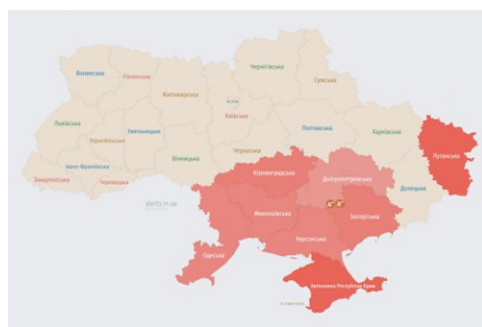 Чернігівська
Волинська
Рівненська
Сумська
Житомирська
м. Київ
Київська
Львівська
Тернопільська
Хмельницька
Полтавська
Харківська
Черкаська
Луганська
Вінницька
Івано-Франківська
Закарпатська
Чернівецька
Кіровоградська
Дніпропетровська
Донецька
alerts.in.ua
Миколаївська
Запорізька
Херсонська
Одеська
Автономна Республіка Крим